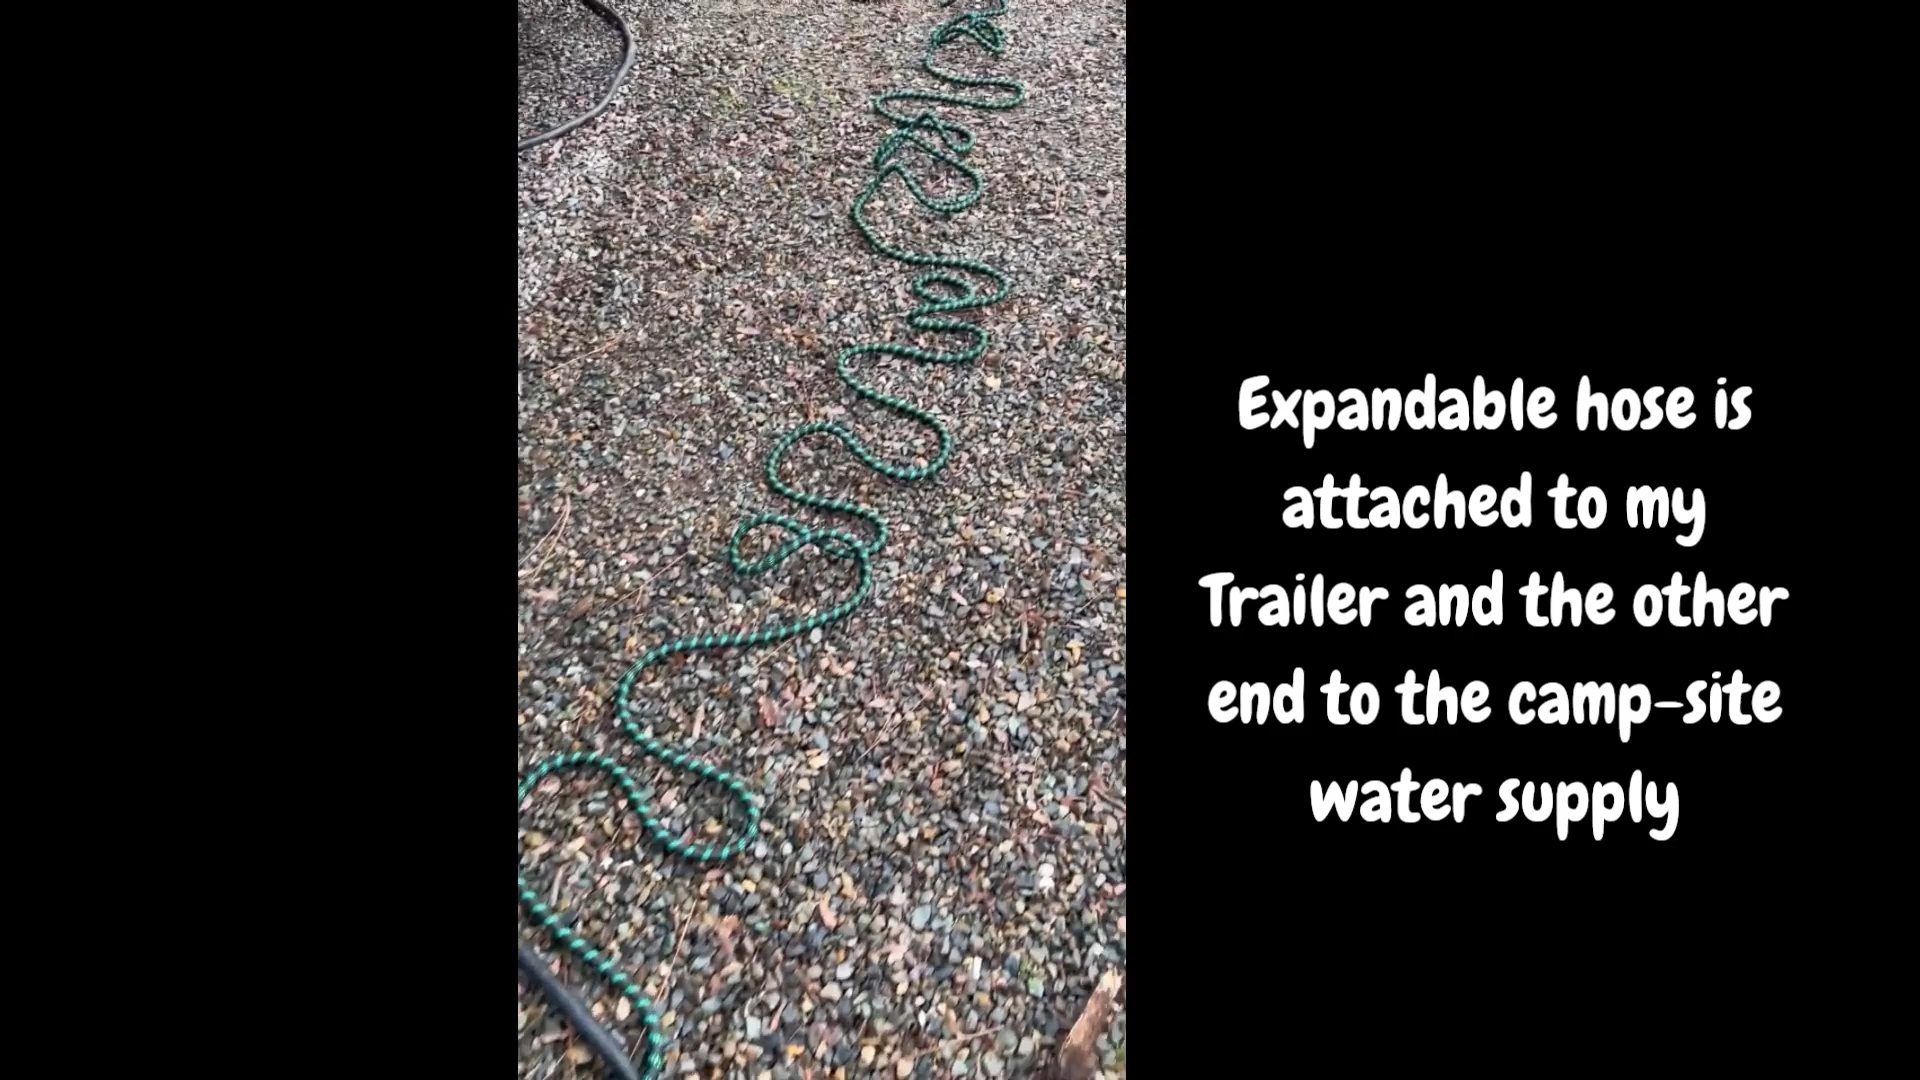 Expandable hose is
attached to my
Trailer and the other
end to the camp-site
water supply